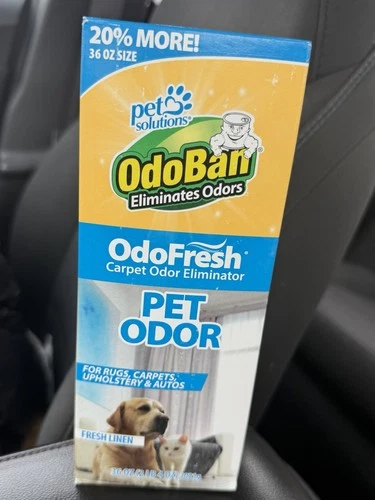 20% MORE!
36 OZ SIZE
pet
solutions®
OdoBan®
Eliminates Odors
OdoFresh®
Carpet Odor Eliminator
PET
ODOR
FOR RUGS, CARPETS,
UPHOLSTERY & AUTOS
FRESH LINEN